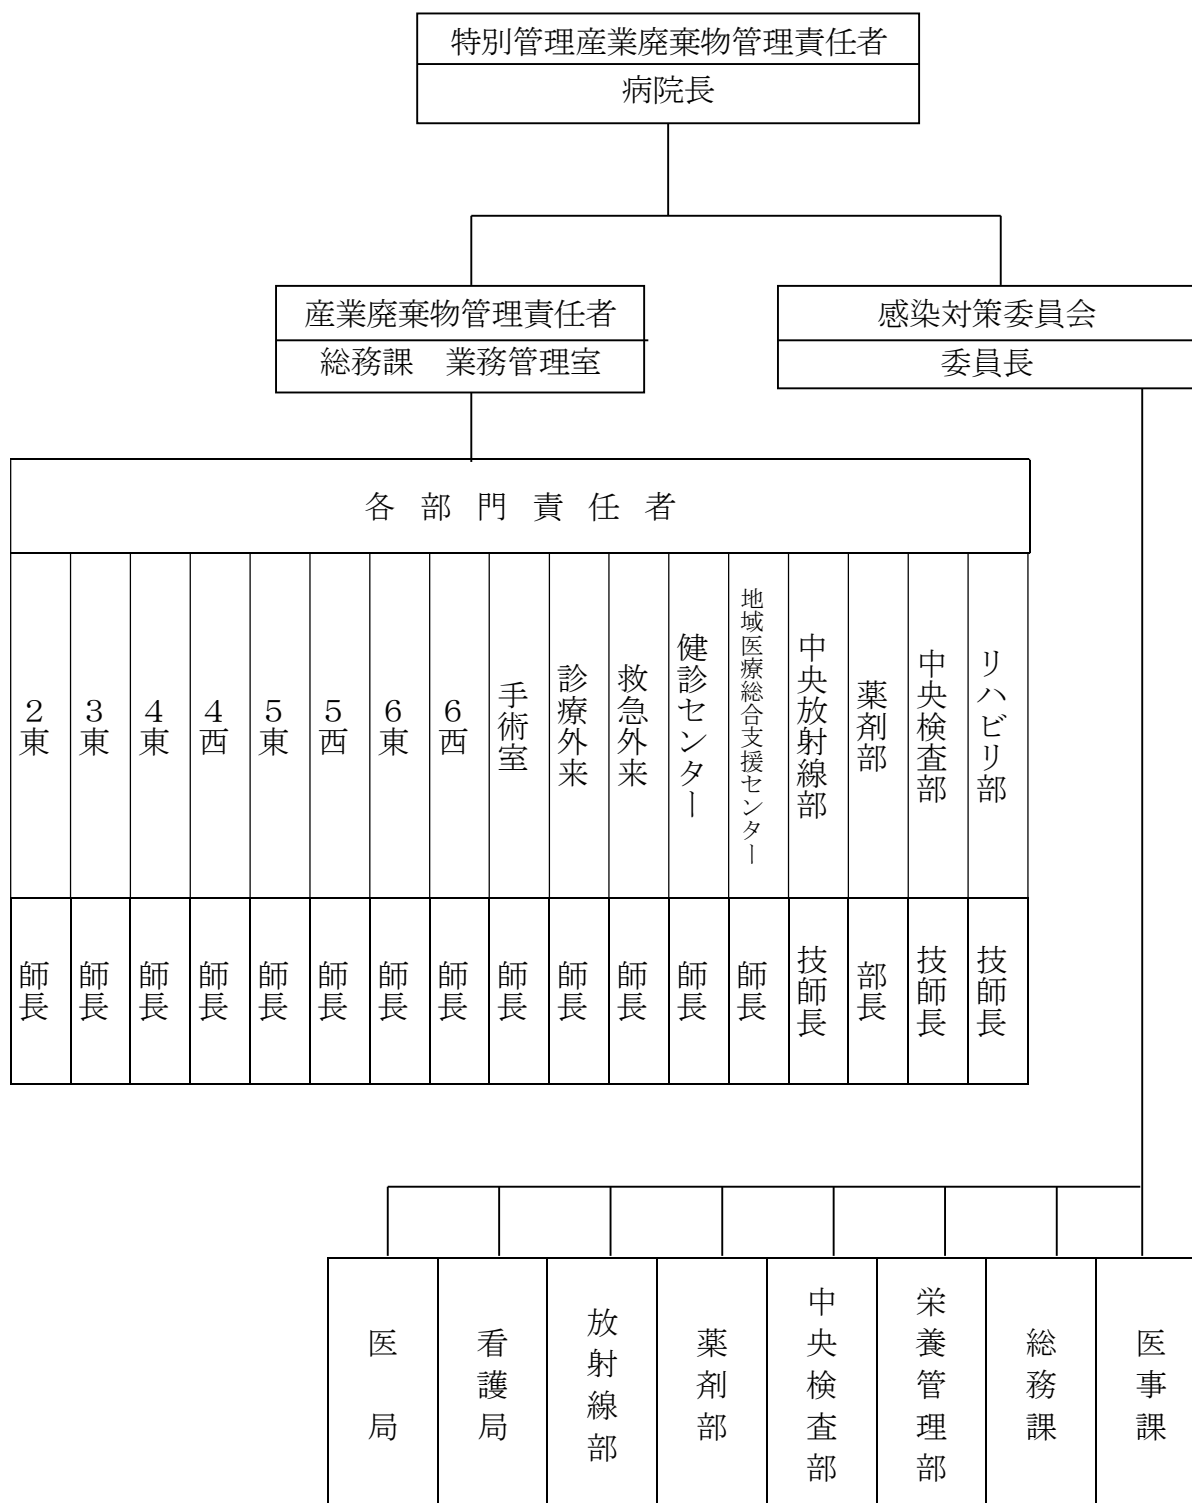 特別管理産業廃棄物管理責任者
病院長
産業廃棄物管理責任者
総務課　業務管理室
感染対策委員会
委員長
各部門責任者
２東
３東
４東
４西
５東
５西
６東
６西
手術室
診療外来
救急外来
健診センター
地域医療総合支援センター
中央放射線部
薬剤部
中央検査部
リハビリ部
師長
師長
師長
師長
師長
師長
師長
師長
師長
師長
師長
師長
師長
技師長
部長
技師長
技師長
医局
看護局
放射線部
薬剤部
中央検査部
栄養管理部
総務課
医事課